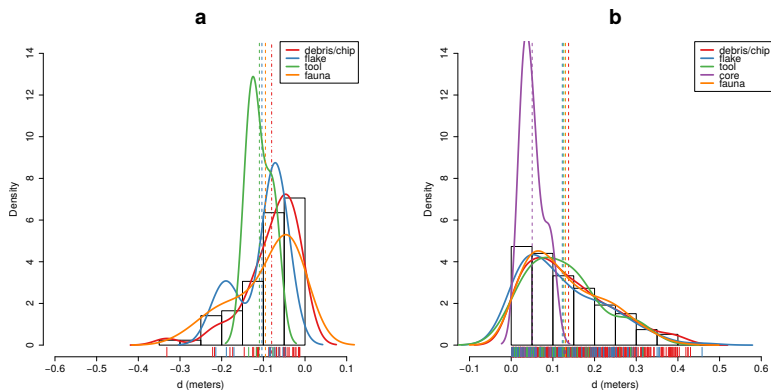 a
Density
0 2 4 6 8 10 12 14
debris/chip
flake
tool
fauna
−0.6 −0.5 −0.4 −0.3 −0.2 −0.1 0.0 0.1
d (meters)
b
Density
0 2 4 6 8 10 12 14
debris/chip
flake
tool
core
fauna
−0.1 0.0 0.1 0.2 0.3 0.4 0.5 0.6
d (meters)